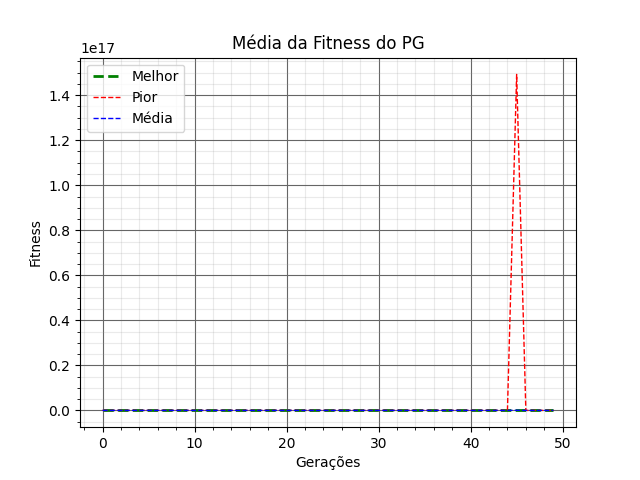 Média da Fitness do PG
1e17
Melhor
Pior
Média
1.4
1.2
1.0
0.8
0.6
0.4
0.2
0.0
Fitness
0 10 20 30 40 50
Gerações